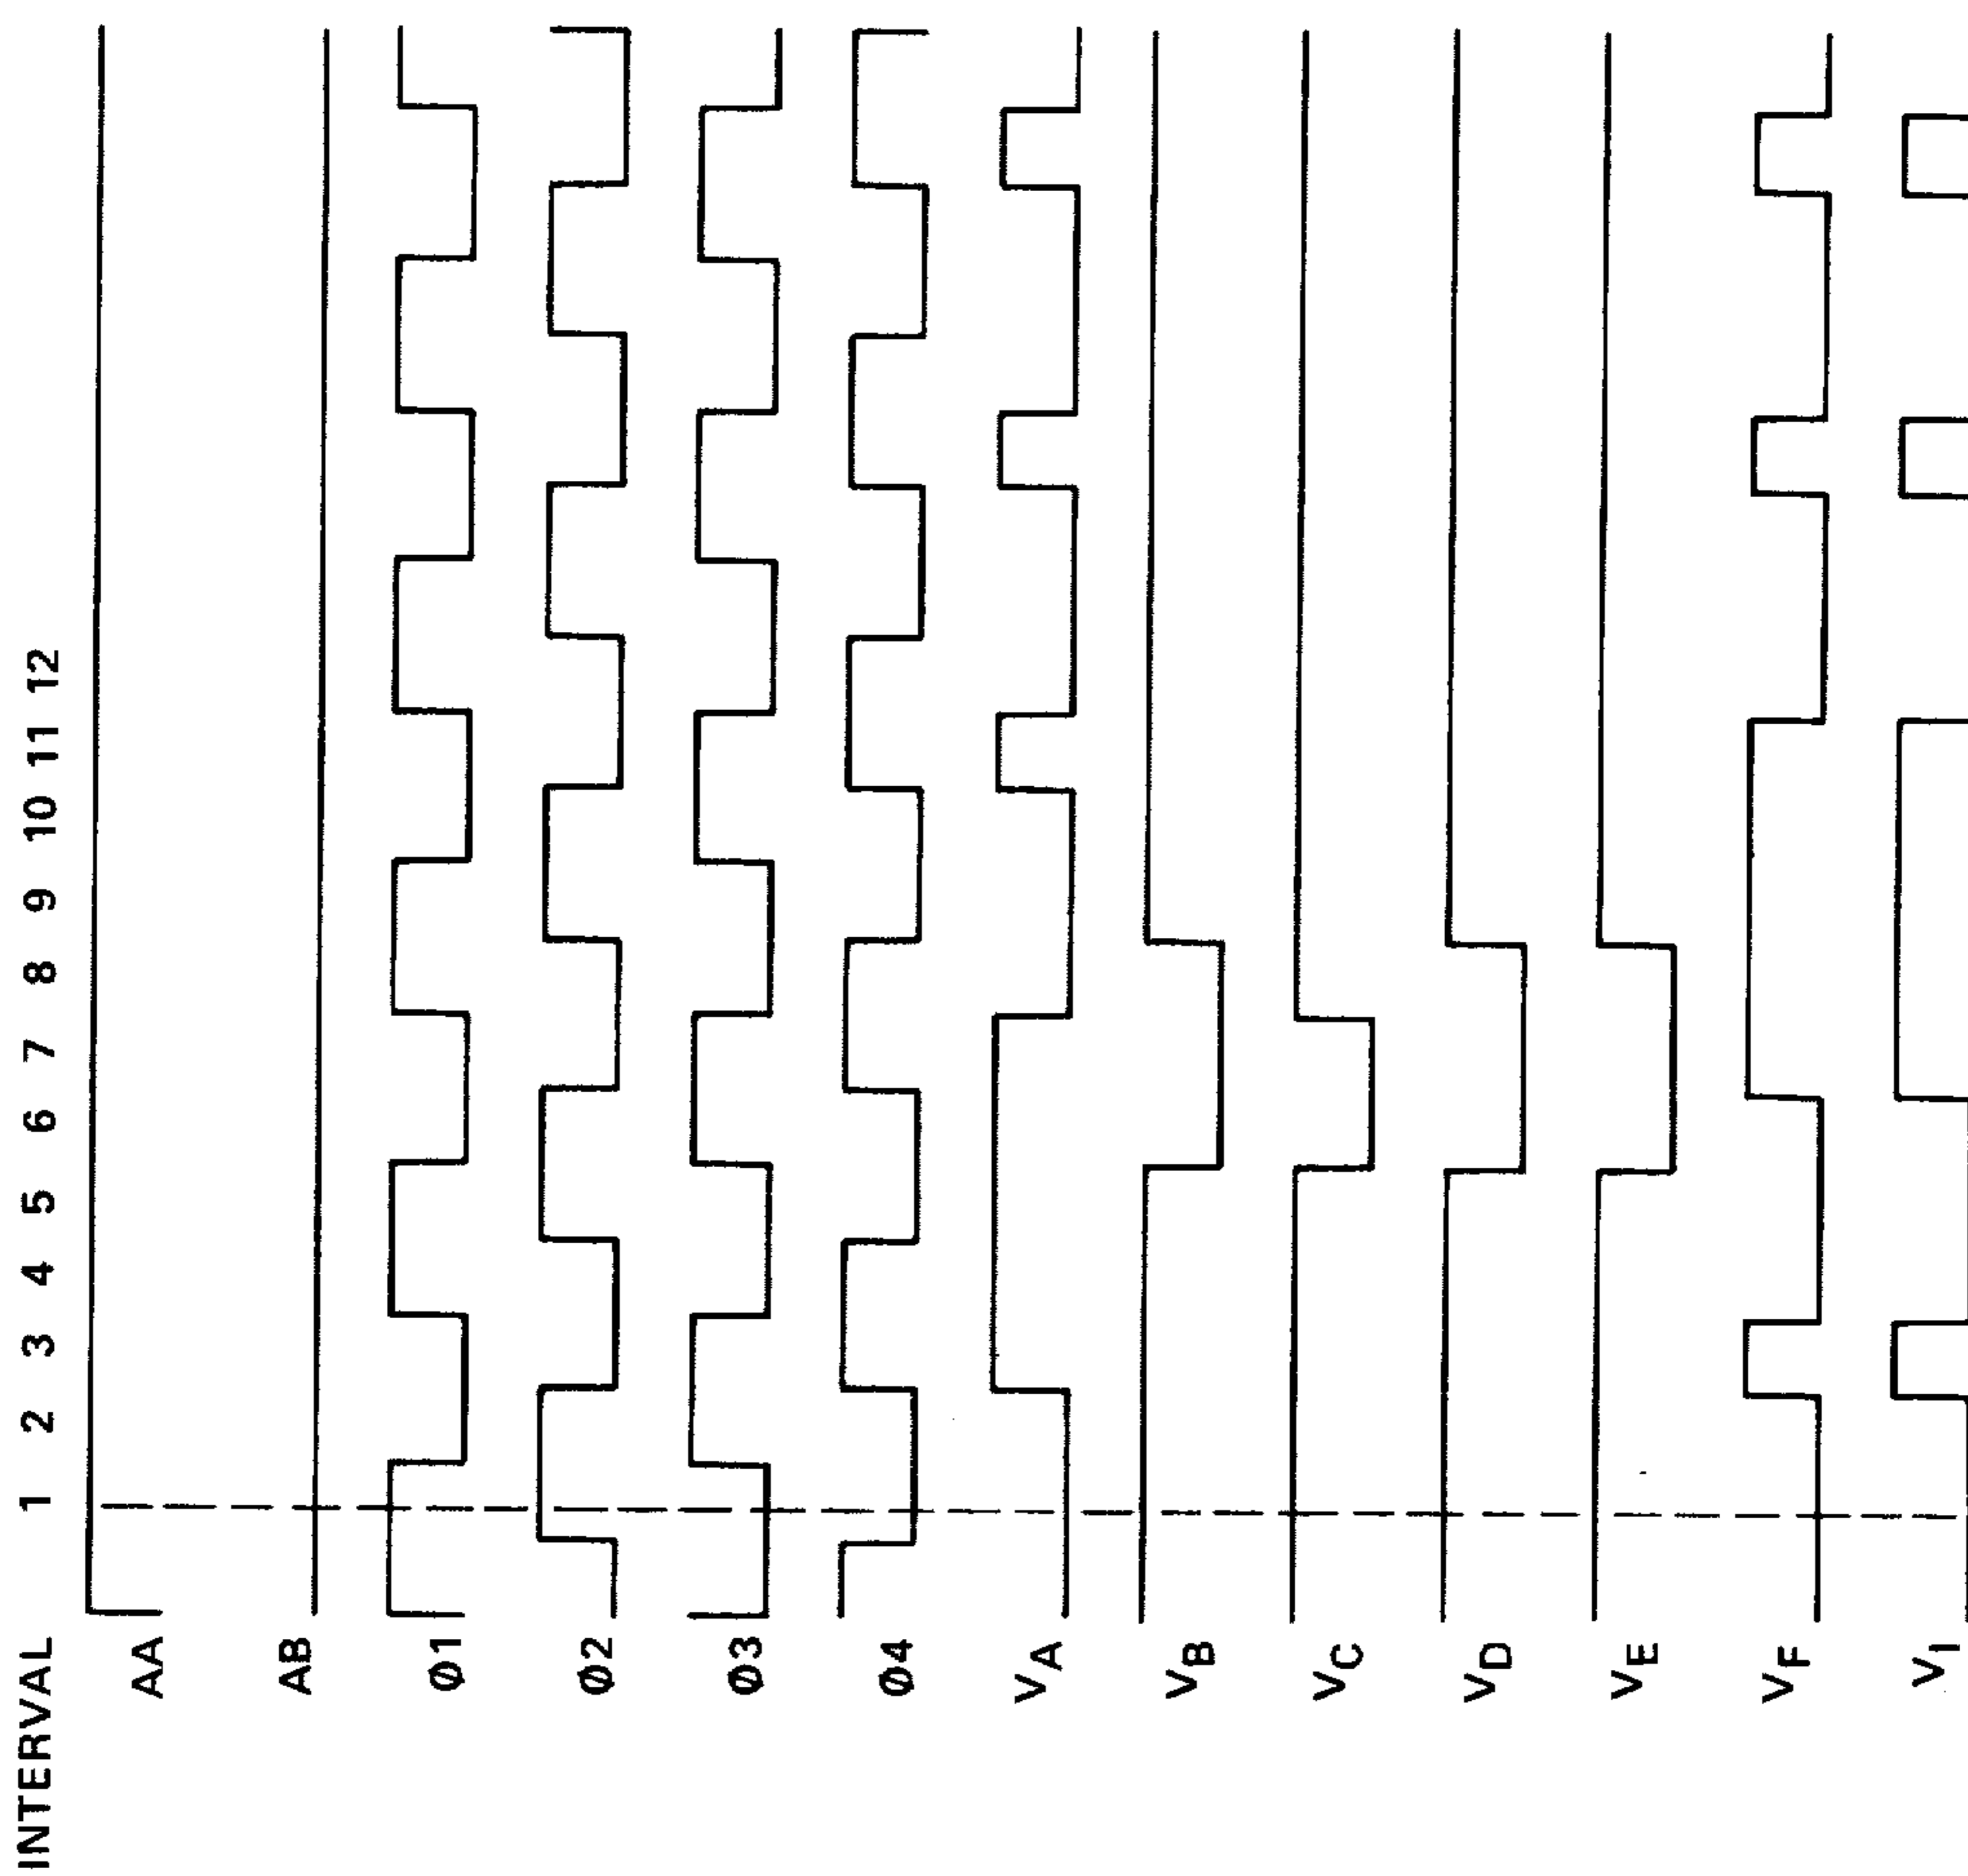 INTERVAL 1 2 3 4 5 6 7 8 9 10 11 12
AA
AB
Ø1
Ø2
Ø3
Ø4
VA
VB
VC
VD
VE
VF
VI